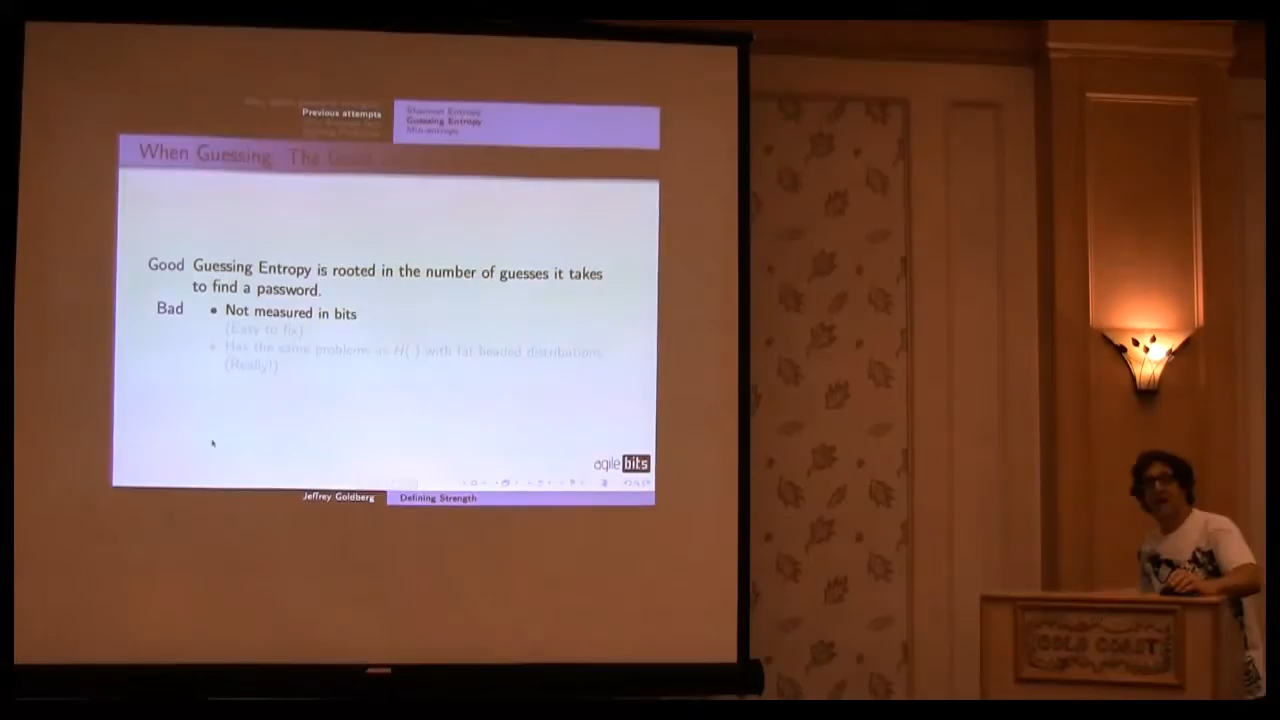 Previous attempts
Shannon Entropy
Guessing Entropy
Min-entropy
When Guessing The Good
Good Guessing Entropy is rooted in the number of guesses it takes
to find a password.
Bad • Not measured in bits
(Easy to fix)
• Has the same problems as H(·) with fat headed distributions
(Really!)
agile bits
Jeffrey Goldberg Defining Strength
GOLD COAST